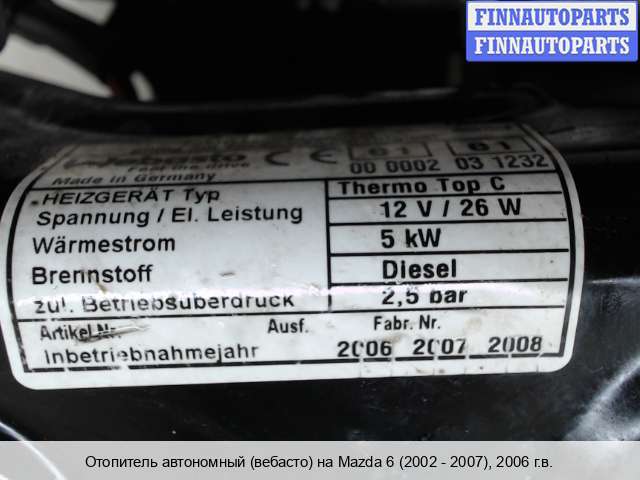 FINNAUTOPARTS
FINNAUTOPARTS
E1 E1
00 0002 03 1232
Made in Germany
HEIZGERÄT Typ Thermo Top C
Spannung / El. Leistung 12 V / 26 W
Wärmestrom 5 kW
Brennstoff Diesel
zul. Betriebsüberdruck 2,5 bar
Artikel Nr. Ausf. Fabr. Nr.
Inbetriebnahmejahr 2006 2007 2008
Отопитель автономный (вебасто) на Mazda 6 (2002 - 2007), 2006 г.в.